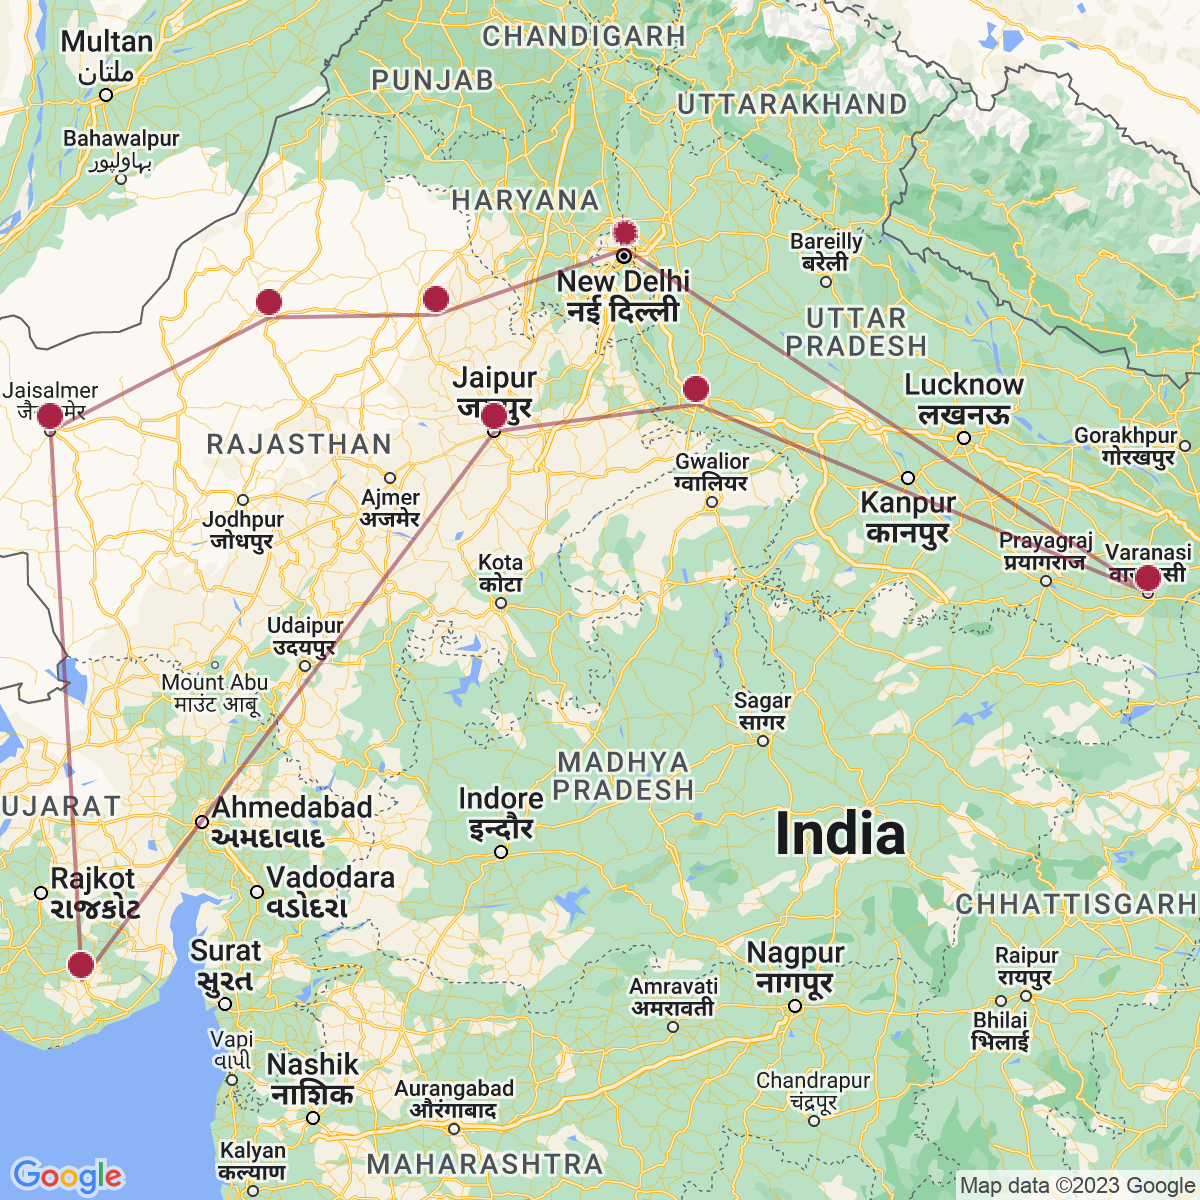 CHANDIGARH
Multan
ملتان
PUNJAB
UTTARAKHAND
Bahawalpur
بہاولپور
HARYANA
Bareilly
बरेली
New Delhi
नई दिल्ली
UTTAR
PRADESH
Jaisalmer
Jaipur
Lucknow
लखनऊ
RAJASTHAN
Gorakhpur
गोरखपुर
Gwalior
ग्वालियर
Ajmer
अजमेर
Kanpur
कानपुर
Jodhpur
जोधपुर
Prayagraj
प्रयागराज
Varanasi
Kota
कोटा
Udaipur
उदयपुर
Mount Abu
माउंट आबू
Sagar
सागर
MADHYA
PRADESH
UJARAT
Ahmedabad
અમદાવાદ
Indore
इन्दौर
India
Rajkot
રાજકોટ
Vadodara
વડોદરા
CHHATTISGARH
Surat
સુરત
Nagpur
नागपूर
Raipur
रायपुर
Amravati
अमरावती
Bhilai
भिलाई
Vapi
વાપી
Nashik
नाशिक
Aurangabad
औरंगाबाद
Chandrapur
चंद्रपूर
Kalyan
कल्याण
MAHARASHTRA
Google
Map data ©2023 Google